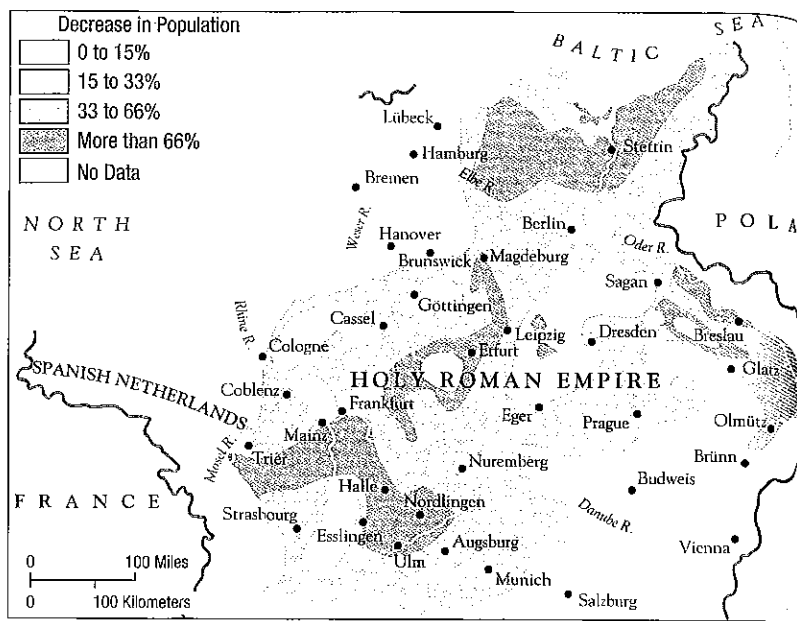 Decrease in Population
0 to 15%
15 to 33%
33 to 66%
More than 66%
No Data
BALTIC SEA
NORTH
SEA
Lübeck
Hamburg
Stettin
Bremen
Elbe R.
Weser R.
Hanover
Brunswick
Magdeburg
Berlin
Oder R.
POLA
Sagan
Göttingen
Cassel
Rhine R.
Cologne
Leipzig
Dresden
Breslau
Erfurt
Glatz
SPANISH NETHERLANDS
HOLY ROMAN EMPIRE
Coblenz
Frankfurt
Eger
Prague
Mainz
Olmütz
Mosel R.
Trier
Nuremberg
Brünn
FRANCE
Halle
Budweis
Nordlingen
Danube R.
Strasbourg
Esslingen
Ulm
Augsburg
Vienna
Munich
Salzburg
0 100 Miles
0 100 Kilometers